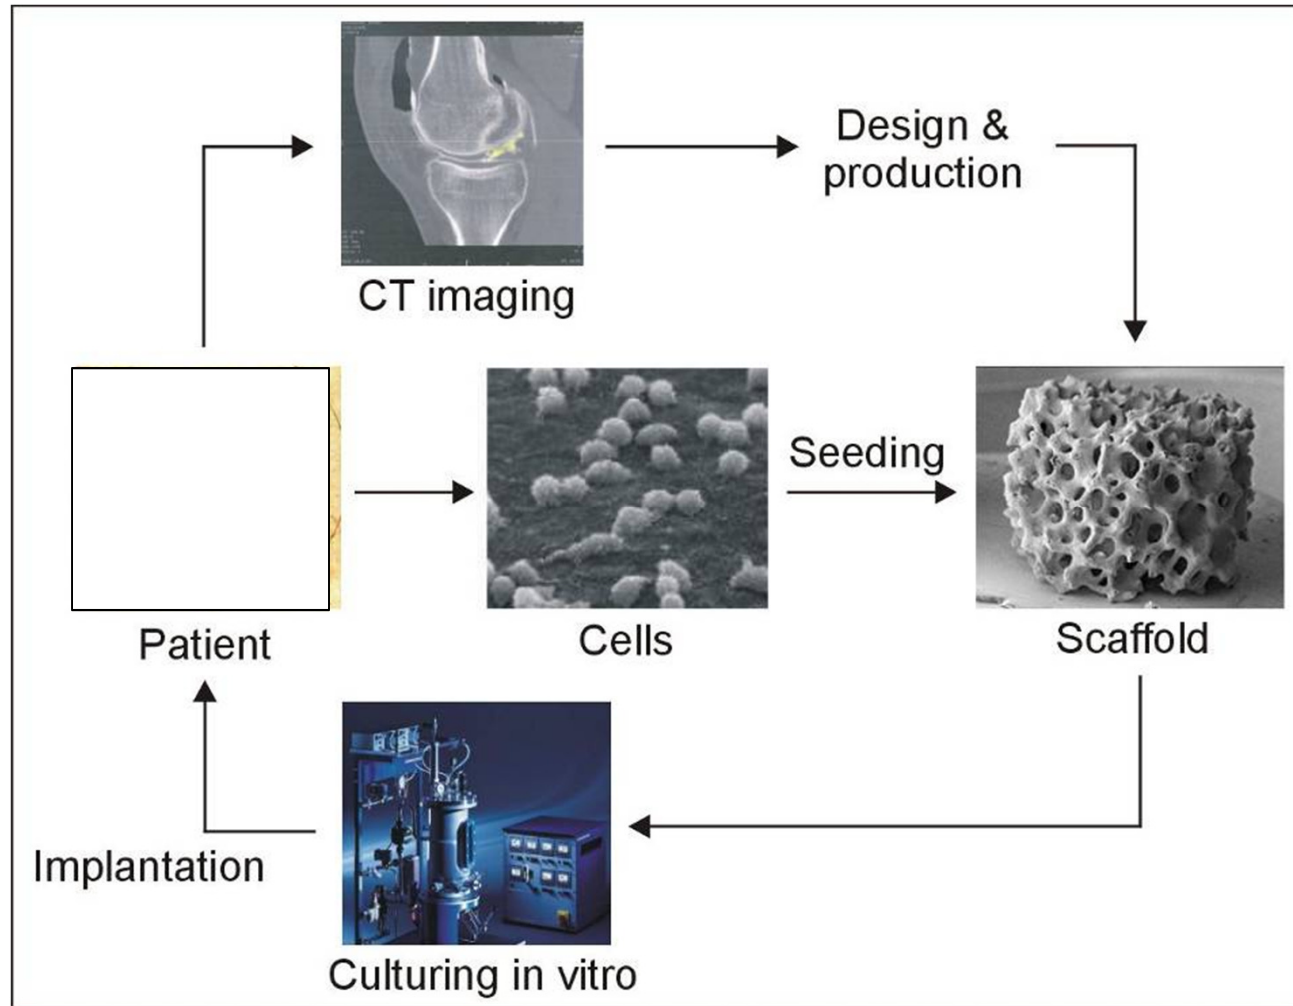 Design &
production
CT imaging
Seeding
Patient
Cells
Scaffold
Implantation
Culturing in vitro